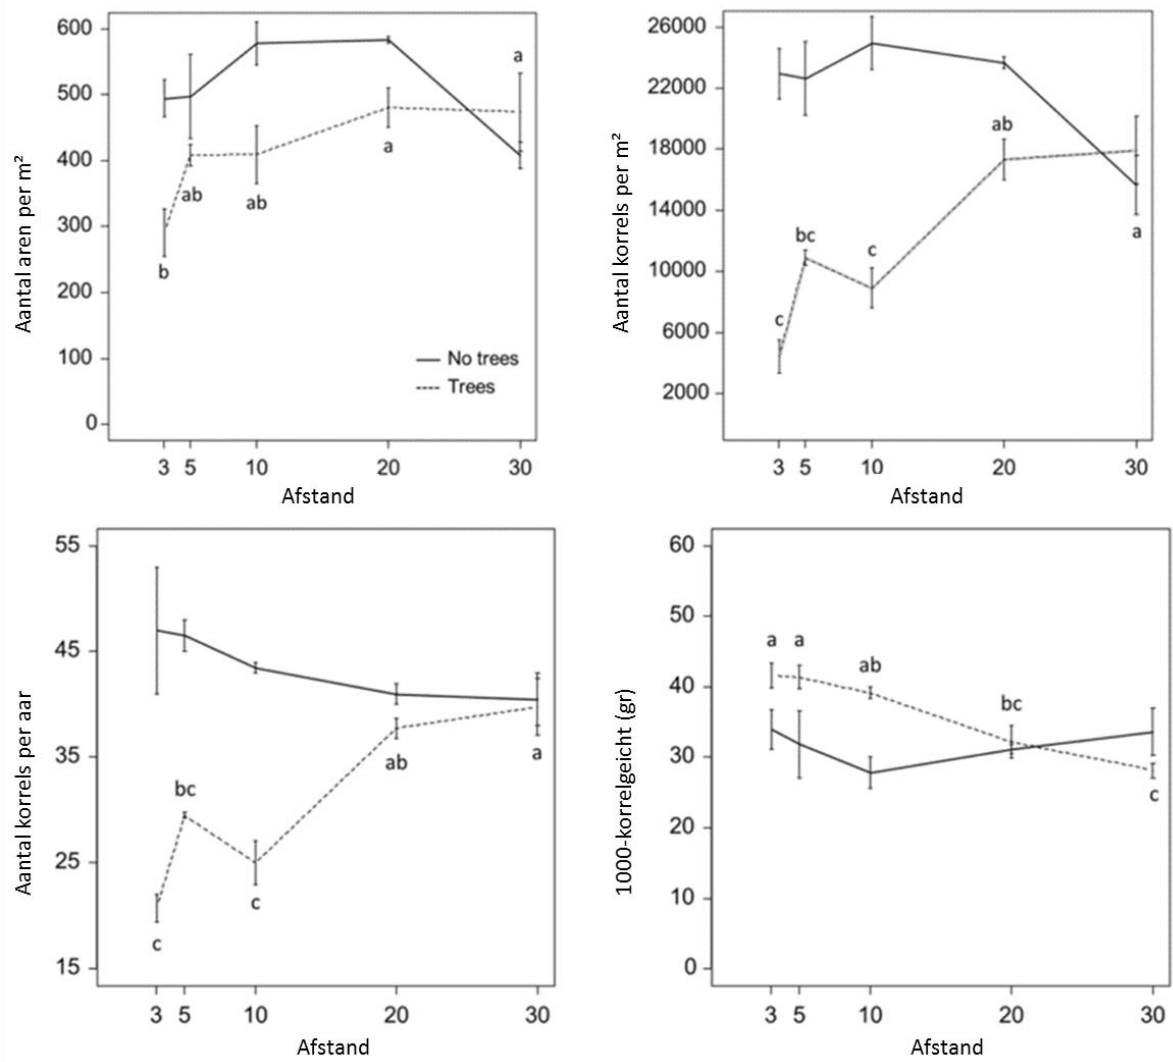 600
500
400
300
200
100
0
Aantal aren per m²
a
a
ab
ab
b
No trees
Trees
3 5 10 20 30
Afstand
26000
22000
18000
14000
10000
6000
2000
Aantal korrels per m²
ab
bc
c
a
c
3 5 10 20 30
Afstand
55
45
35
25
15
Aantal korrels per aar
bc
ab
a
c
c
3 5 10 20 30
Afstand
60
50
40
30
20
10
0
1000-korrelgeicht (gr)
a a
ab
bc
c
3 5 10 20 30
Afstand